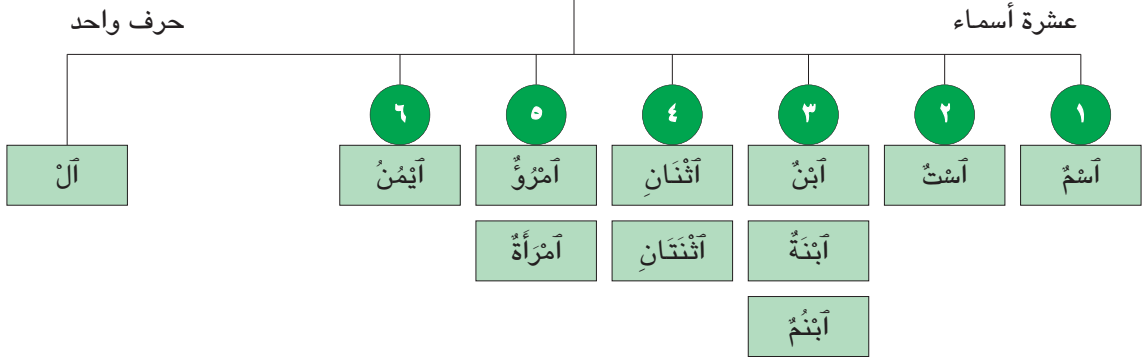 عشرة أسماء
حرف واحد
١
٢
٣
٤
٥
٦
ٱسْمٌ
ٱسْتٌ
ٱبْنٌ
ٱثْنَانِ
ٱمْرُؤٌ
ٱيْمُنُ
ٱلْ
ٱبْنَةٌ
ٱثْنَتَانِ
ٱمْرَأَةٌ
ٱبْنُمٌ